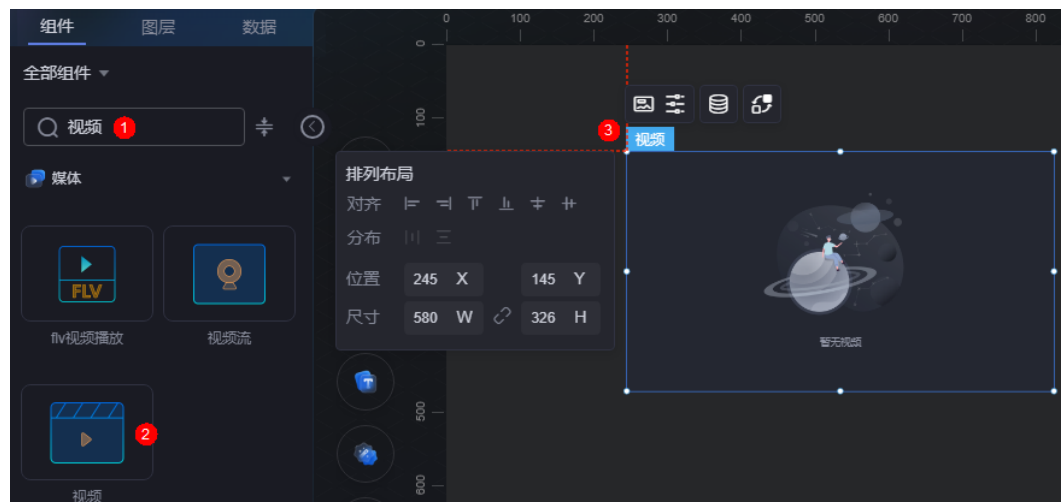 组件 图层 数据
全部组件
视频 1
媒体
FLV
flv视频播放 视频流
2
视频
0 100 200 300 400 500 600 700 800
0
100
500
600
3
视频
排列布局
对齐
分布
位置 245 X 145 Y
尺寸 580 W 326 H
T
暂无视频